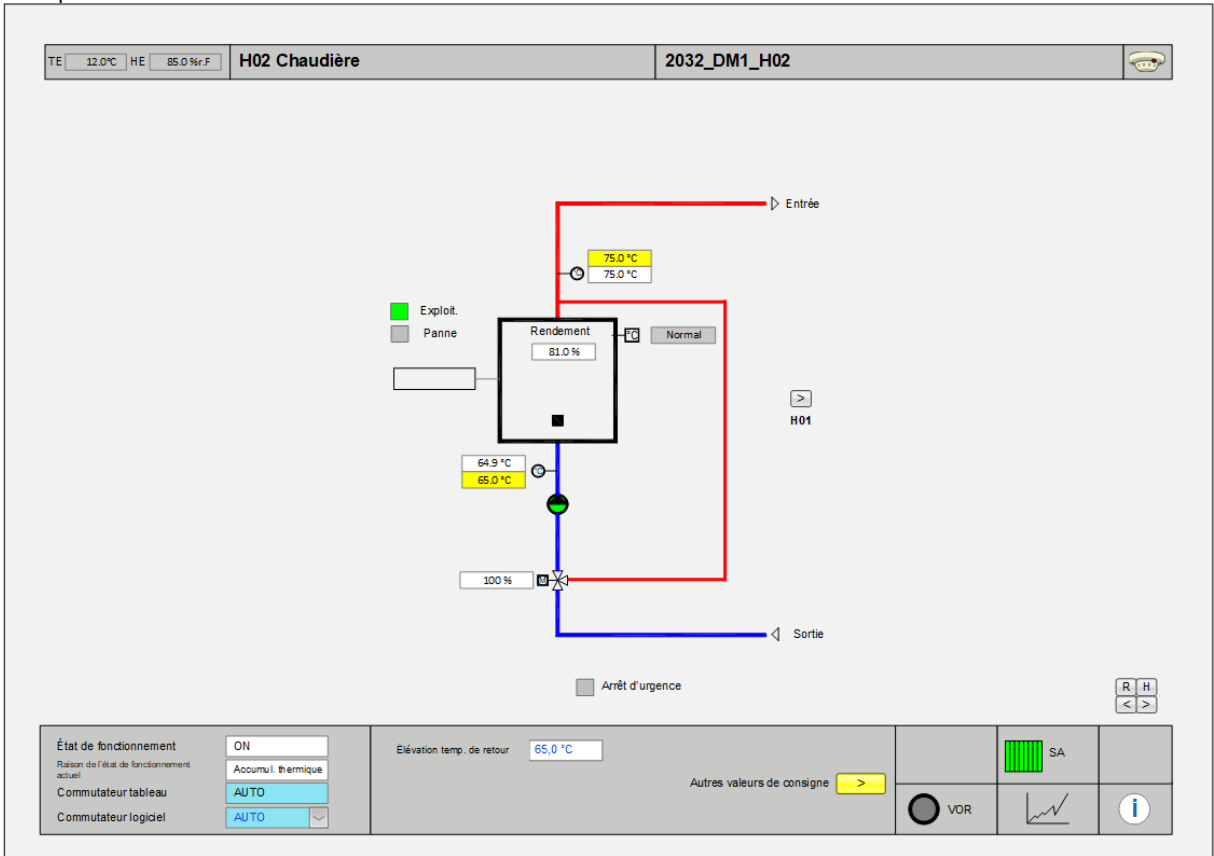 TE 12.0°C HE 85.0 %r.F H02 Chaudière 2032_DM1_H02
Entrée
75.0 °C
75.0 °C
Exploit.
Panne
Rendement
81.0 %
°C
°C
Normal
>
H01
64.9 °C
65.0 °C
°C
100 %
M
Sortie
Arrêt d'urgence
R H
< >
État de fonctionnement ON
Raison de l'état de fonctionnement
actuel
Accumul. thermique
Commutateur tableau AUTO
Commutateur logiciel AUTO
Élévation temp. de retour 65,0 °C
Autres valeurs de consigne >
SA
VOR
i